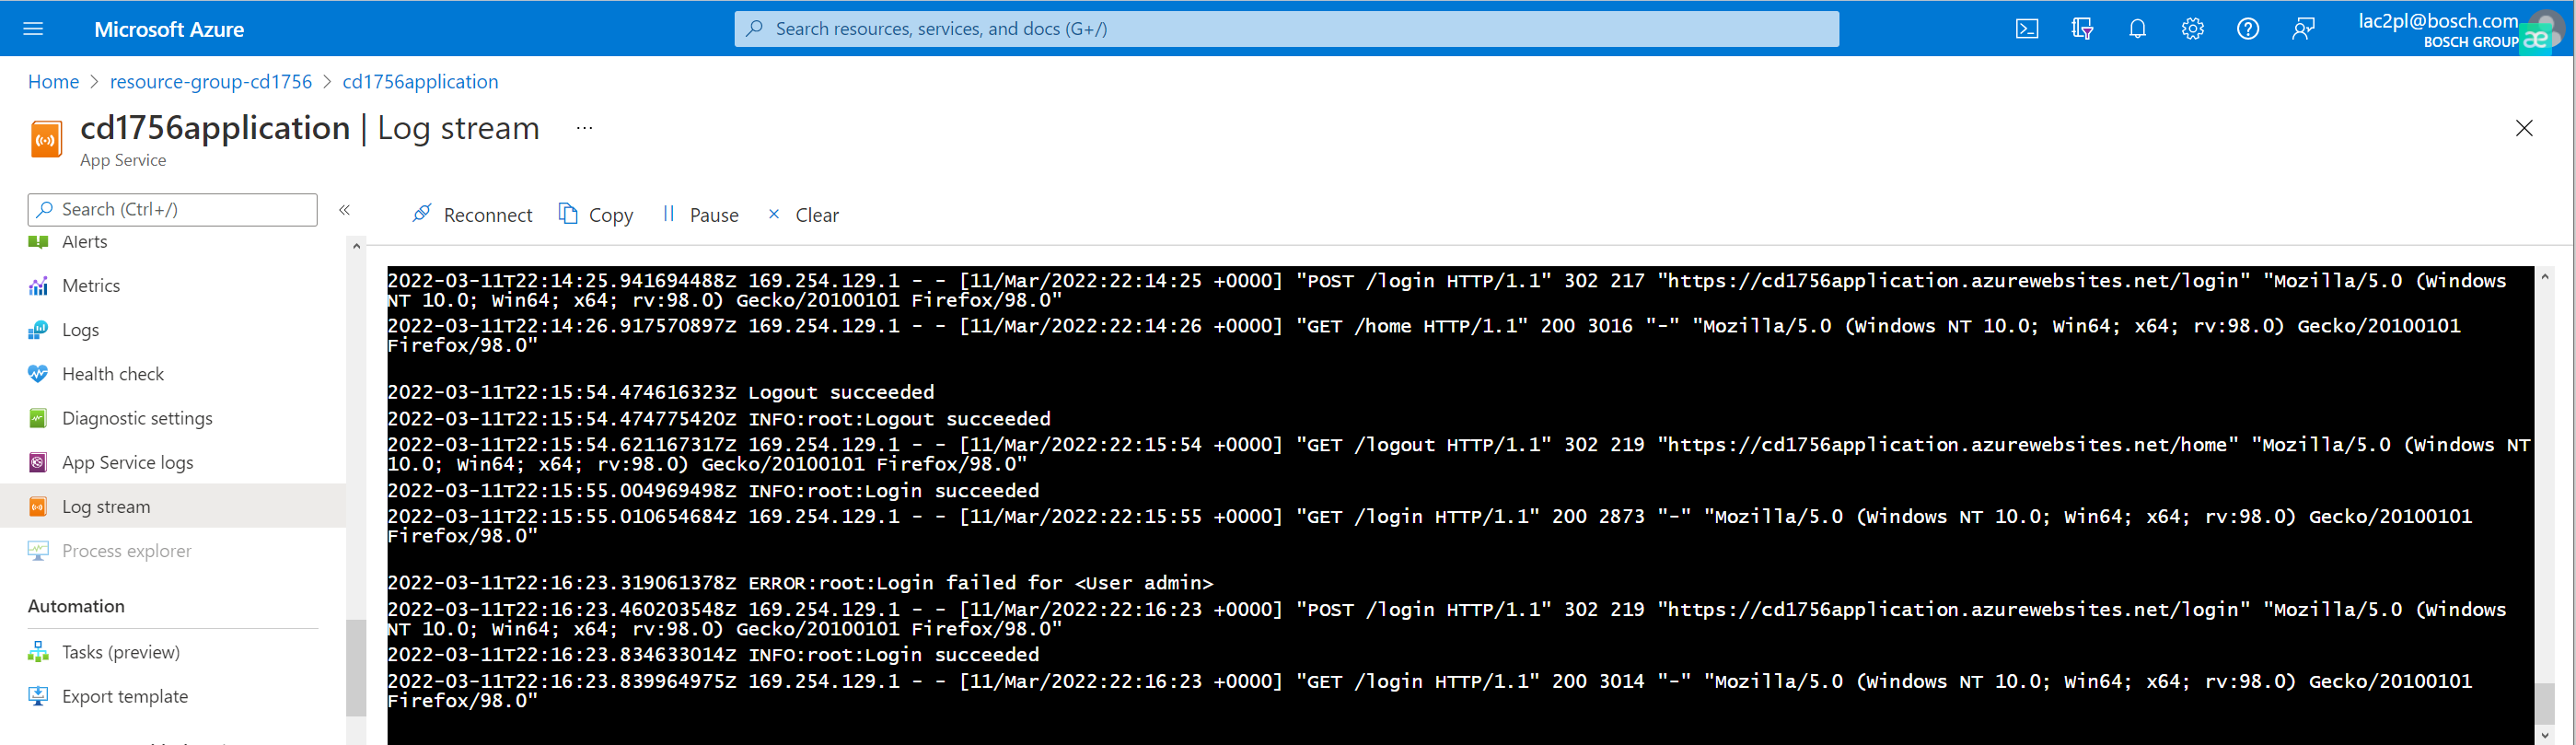 Microsoft Azure
Search resources, services, and docs (G+/)
lac2pl@bosch.com
BOSCH GROUP
æ
Home > resource-group-cd1756 > cd1756application
cd1756application | Log stream ...
App Service
Search (Ctrl+/)
«
Reconnect
Copy
Pause
Clear
Alerts
Metrics
Logs
Health check
Diagnostic settings
App Service logs
Log stream
Process explorer
Automation
Tasks (preview)
Export template
2022-03-11T22:14:25.941694488Z 169.254.129.1 - - [11/Mar/2022:22:14:25 +0000] "POST /login HTTP/1.1" 302 217 "https://cd1756application.azurewebsites.net/login" "Mozilla/5.0 (Windows
NT 10.0; Win64; x64; rv:98.0) Gecko/20100101 Firefox/98.0"
2022-03-11T22:14:26.917570897Z 169.254.129.1 - - [11/Mar/2022:22:14:26 +0000] "GET /home HTTP/1.1" 200 3016 "-" "Mozilla/5.0 (Windows NT 10.0; Win64; x64; rv:98.0) Gecko/20100101
Firefox/98.0"
2022-03-11T22:15:54.474616323Z Logout succeeded
2022-03-11T22:15:54.474775420Z INFO:root:Logout succeeded
2022-03-11T22:15:54.621167317Z 169.254.129.1 - - [11/Mar/2022:22:15:54 +0000] "GET /logout HTTP/1.1" 302 219 "https://cd1756application.azurewebsites.net/home" "Mozilla/5.0 (Windows NT
10.0; Win64; x64; rv:98.0) Gecko/20100101 Firefox/98.0"
2022-03-11T22:15:55.004969498Z INFO:root:Login succeeded
2022-03-11T22:15:55.010654684Z 169.254.129.1 - - [11/Mar/2022:22:15:55 +0000] "GET /login HTTP/1.1" 200 2873 "-" "Mozilla/5.0 (Windows NT 10.0; Win64; x64; rv:98.0) Gecko/20100101
Firefox/98.0"
2022-03-11T22:16:23.319061378Z ERROR:root:Login failed for <User admin>
2022-03-11T22:16:23.460203548Z 169.254.129.1 - - [11/Mar/2022:22:16:23 +0000] "POST /login HTTP/1.1" 302 219 "https://cd1756application.azurewebsites.net/login" "Mozilla/5.0 (Windows
NT 10.0; Win64; x64; rv:98.0) Gecko/20100101 Firefox/98.0"
2022-03-11T22:16:23.834633014Z INFO:root:Login succeeded
2022-03-11T22:16:23.839964975Z 169.254.129.1 - - [11/Mar/2022:22:16:23 +0000] "GET /login HTTP/1.1" 200 3014 "-" "Mozilla/5.0 (Windows NT 10.0; Win64; x64; rv:98.0) Gecko/20100101
Firefox/98.0"